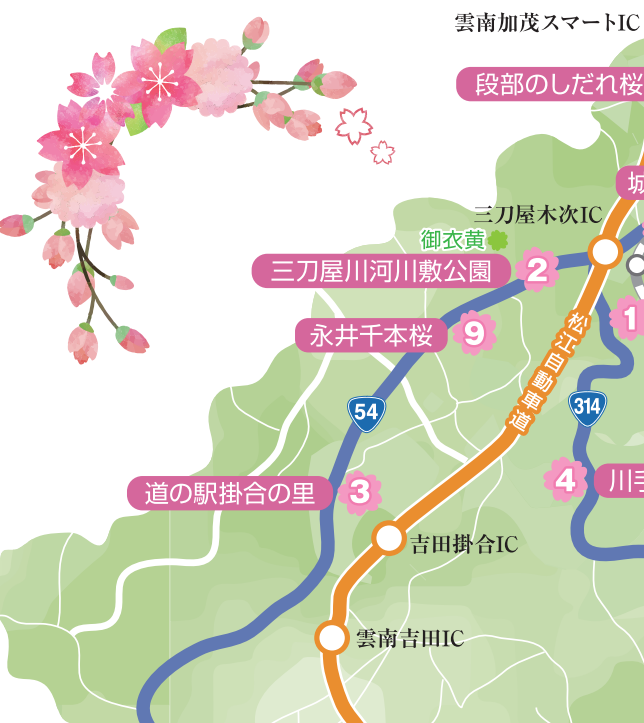 雲南加茂スマートIC
段部のしだれ桜
城
三刀屋木次IC
御衣黄
三刀屋川河川敷公園
2
1
永井千本桜
9
松江自動車道
54
314
道の駅掛合の里
3
4
川手
吉田掛合IC
雲南吉田IC